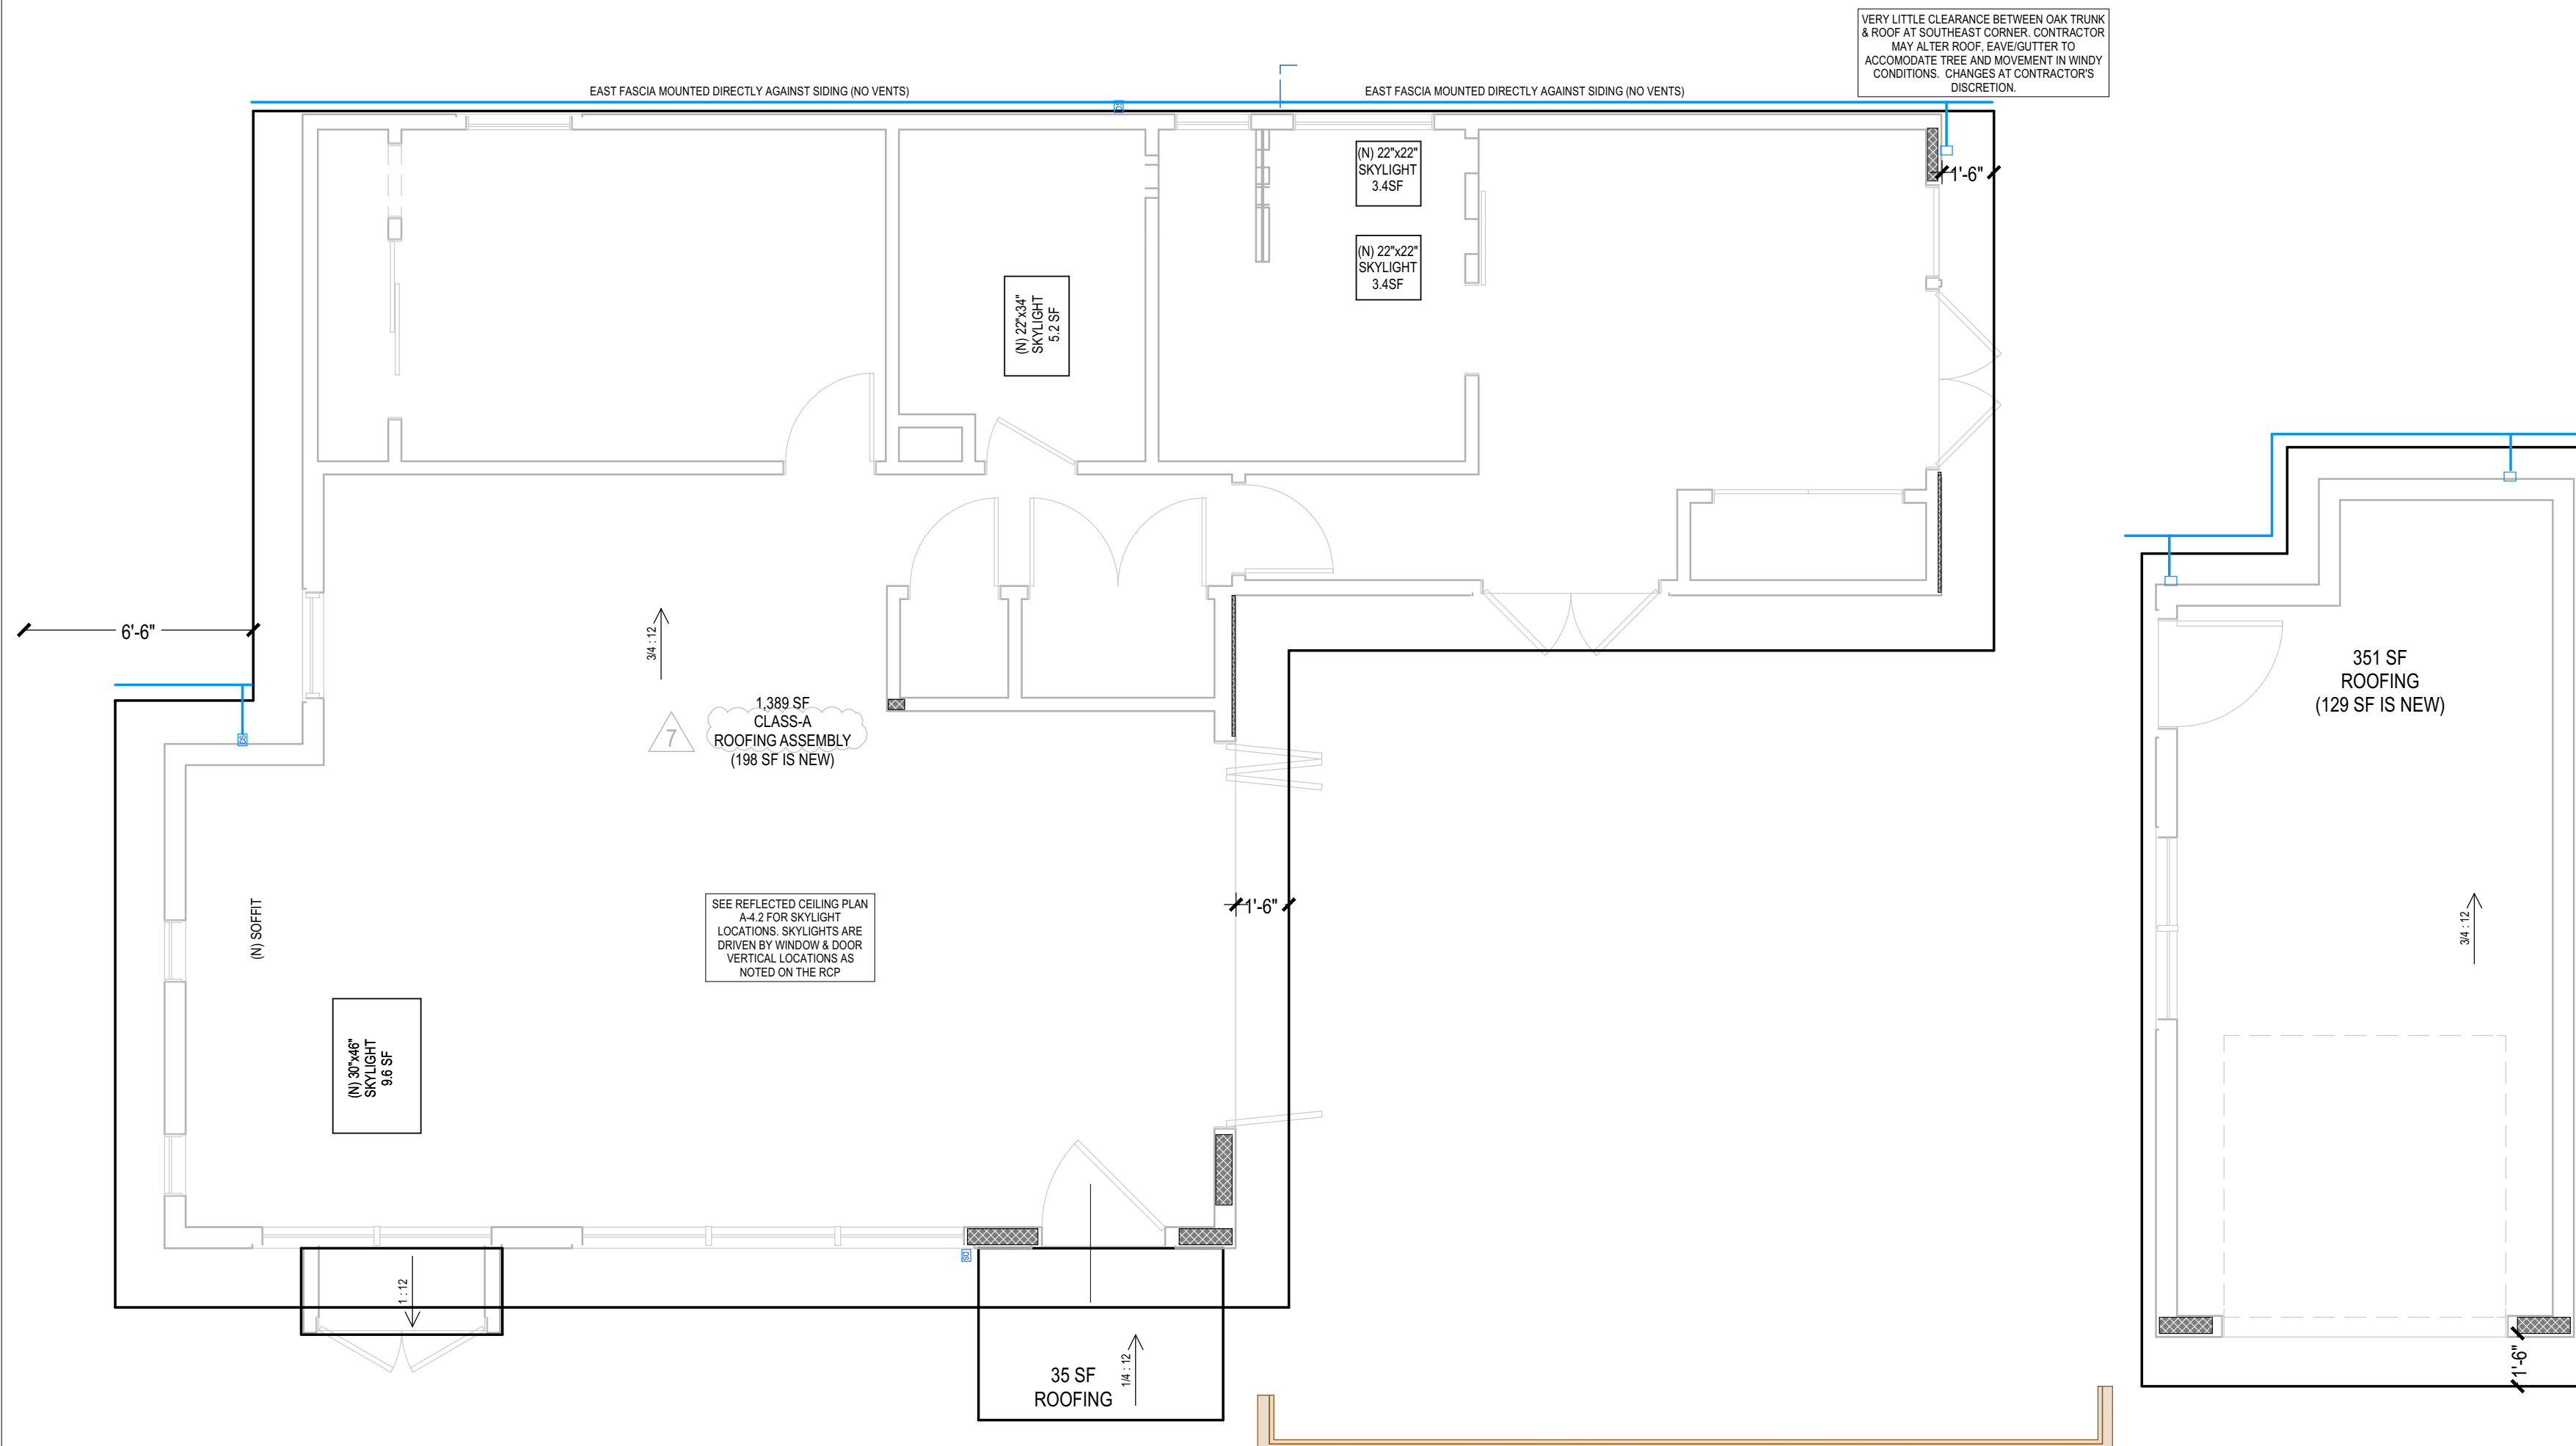 VERY LITTLE CLEARANCE BETWEEN OAK TRUNK
& ROOF AT SOUTHEAST CORNER. CONTRACTOR
MAY ALTER ROOF, EAVE/GUTTER TO
ACCOMODATE TREE AND MOVEMENT IN WINDY
CONDITIONS. CHANGES AT CONTRACTOR'S
DISCRETION.
EAST FASCIA MOUNTED DIRECTLY AGAINST SIDING (NO VENTS)
EAST FASCIA MOUNTED DIRECTLY AGAINST SIDING (NO VENTS)
DS
(N) 22"x22"
SKYLIGHT
3.4SF
1'-6"
(N) 22"x22"
SKYLIGHT
3.4SF
(N) 22"x34"
SKYLIGHT
5.2 SF
6'-6"
3/4 : 12
351 SF
ROOFING
(129 SF IS NEW)
DS
7
1,389 SF
CLASS-A
ROOFING ASSEMBLY
(198 SF IS NEW)
SEE REFLECTED CEILING PLAN
A-4.2 FOR SKYLIGHT
LOCATIONS. SKYLIGHTS ARE
DRIVEN BY WINDOW & DOOR
VERTICAL LOCATIONS AS
NOTED ON THE RCP
1'-6"
(N) SOFFIT
3/4 : 12
(N) 30"x46"
SKYLIGHT
9.6 SF
DS
1 : 12
35 SF
ROOFING
1/4 : 12
1'-6"